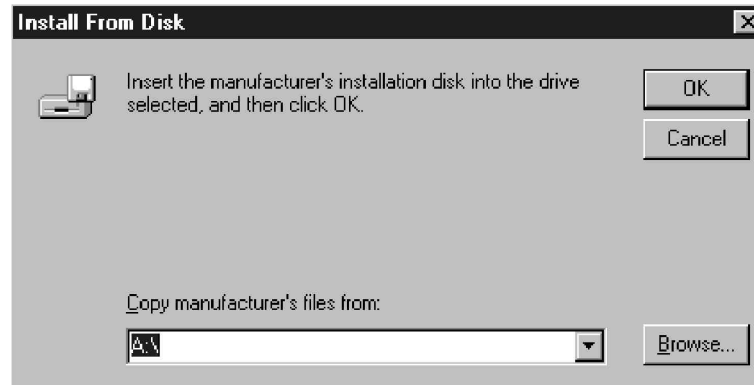 Install From Disk
Insert the manufacturer's installation disk into the drive
selected, and then click OK.
OK
Cancel
Copy manufacturer's files from:
A:\
Browse...